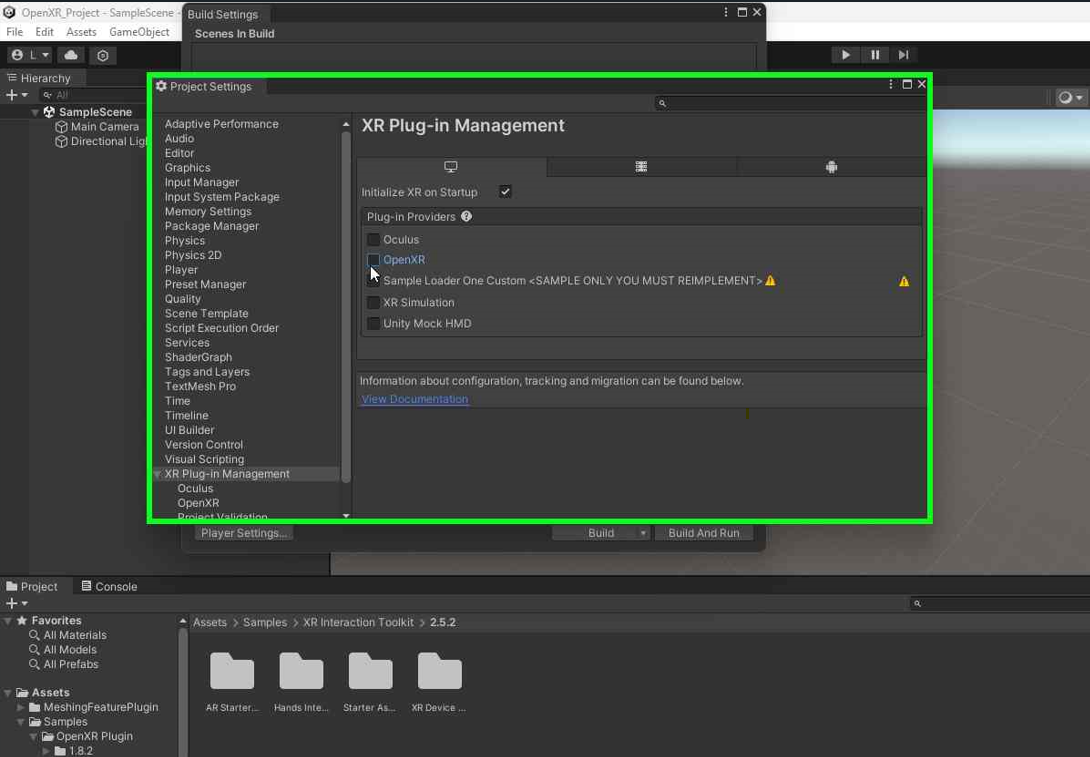 OpenXR_Project - SampleScene -
Build Settings
File Edit Assets GameObject
Scenes In Build
L
Hierarchy
All
SampleScene
Main Camera
Directional Ligh
Project Settings
Adaptive Performance
Audio
Editor
Graphics
Input Manager
Input System Package
Memory Settings
Package Manager
Physics
Physics 2D
Player
Preset Manager
Quality
Scene Template
Script Execution Order
Services
ShaderGraph
Tags and Layers
TextMesh Pro
Time
Timeline
UI Builder
Version Control
Visual Scripting
XR Plug-in Management
Oculus
OpenXR
Project Validation
XR Plug-in Management
Initialize XR on Startup
Plug-in Providers
Oculus
OpenXR
Sample Loader One Custom <SAMPLE ONLY YOU MUST REIMPLEMENT>
XR Simulation
Unity Mock HMD
Information about configuration, tracking and migration can be found below.
View Documentation
Player Settings... Build Build And Run
Project Console
Favorites
All Materials
All Models
All Prefabs
Assets
MeshingFeaturePlugin
Samples
OpenXR Plugin
1.8.2
Assets > Samples > XR Interaction Toolkit > 2.5.2
AR Starter... Hands Inte... Starter As... XR Device ...